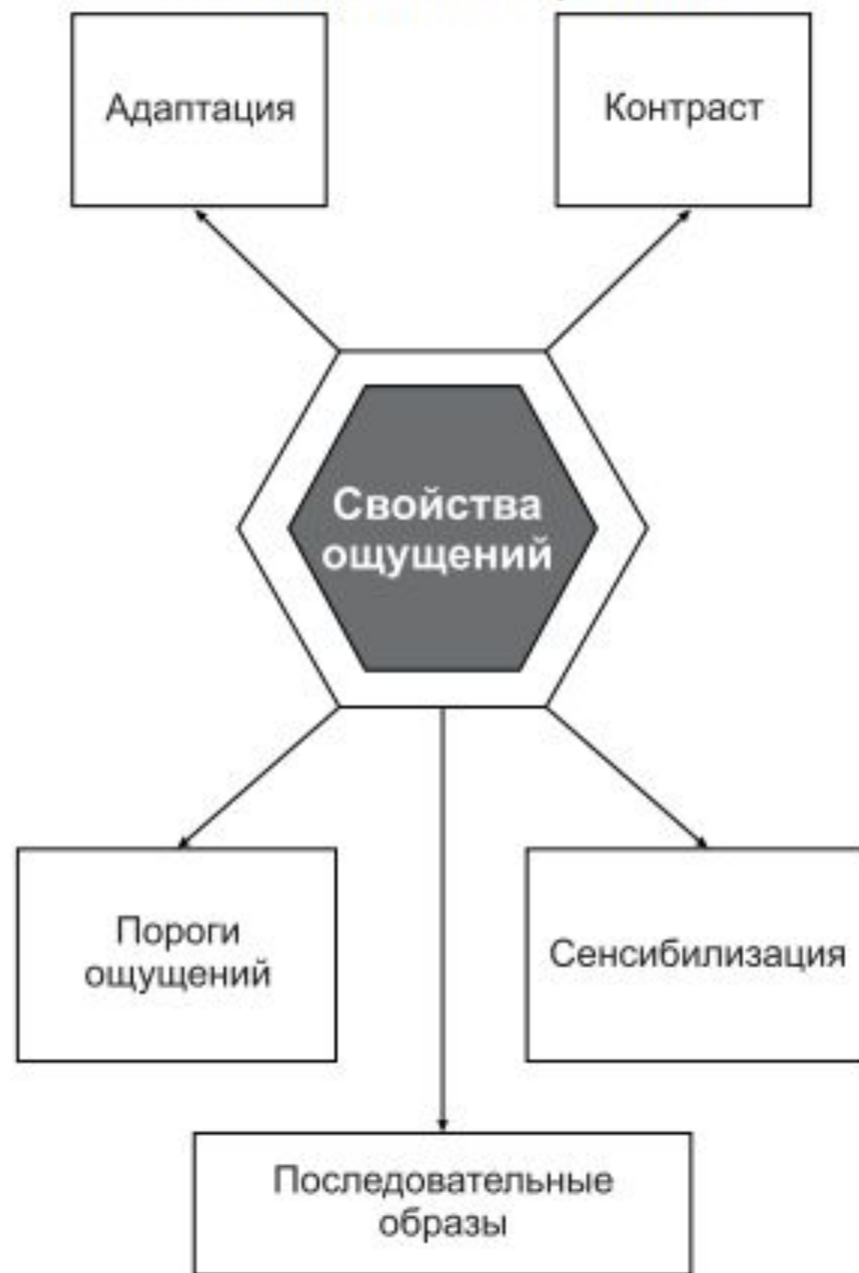 Адаптация
Контраст
Свойства
ощущений
Пороги
ощущений
Сенсибилизация
Последовательные
образы